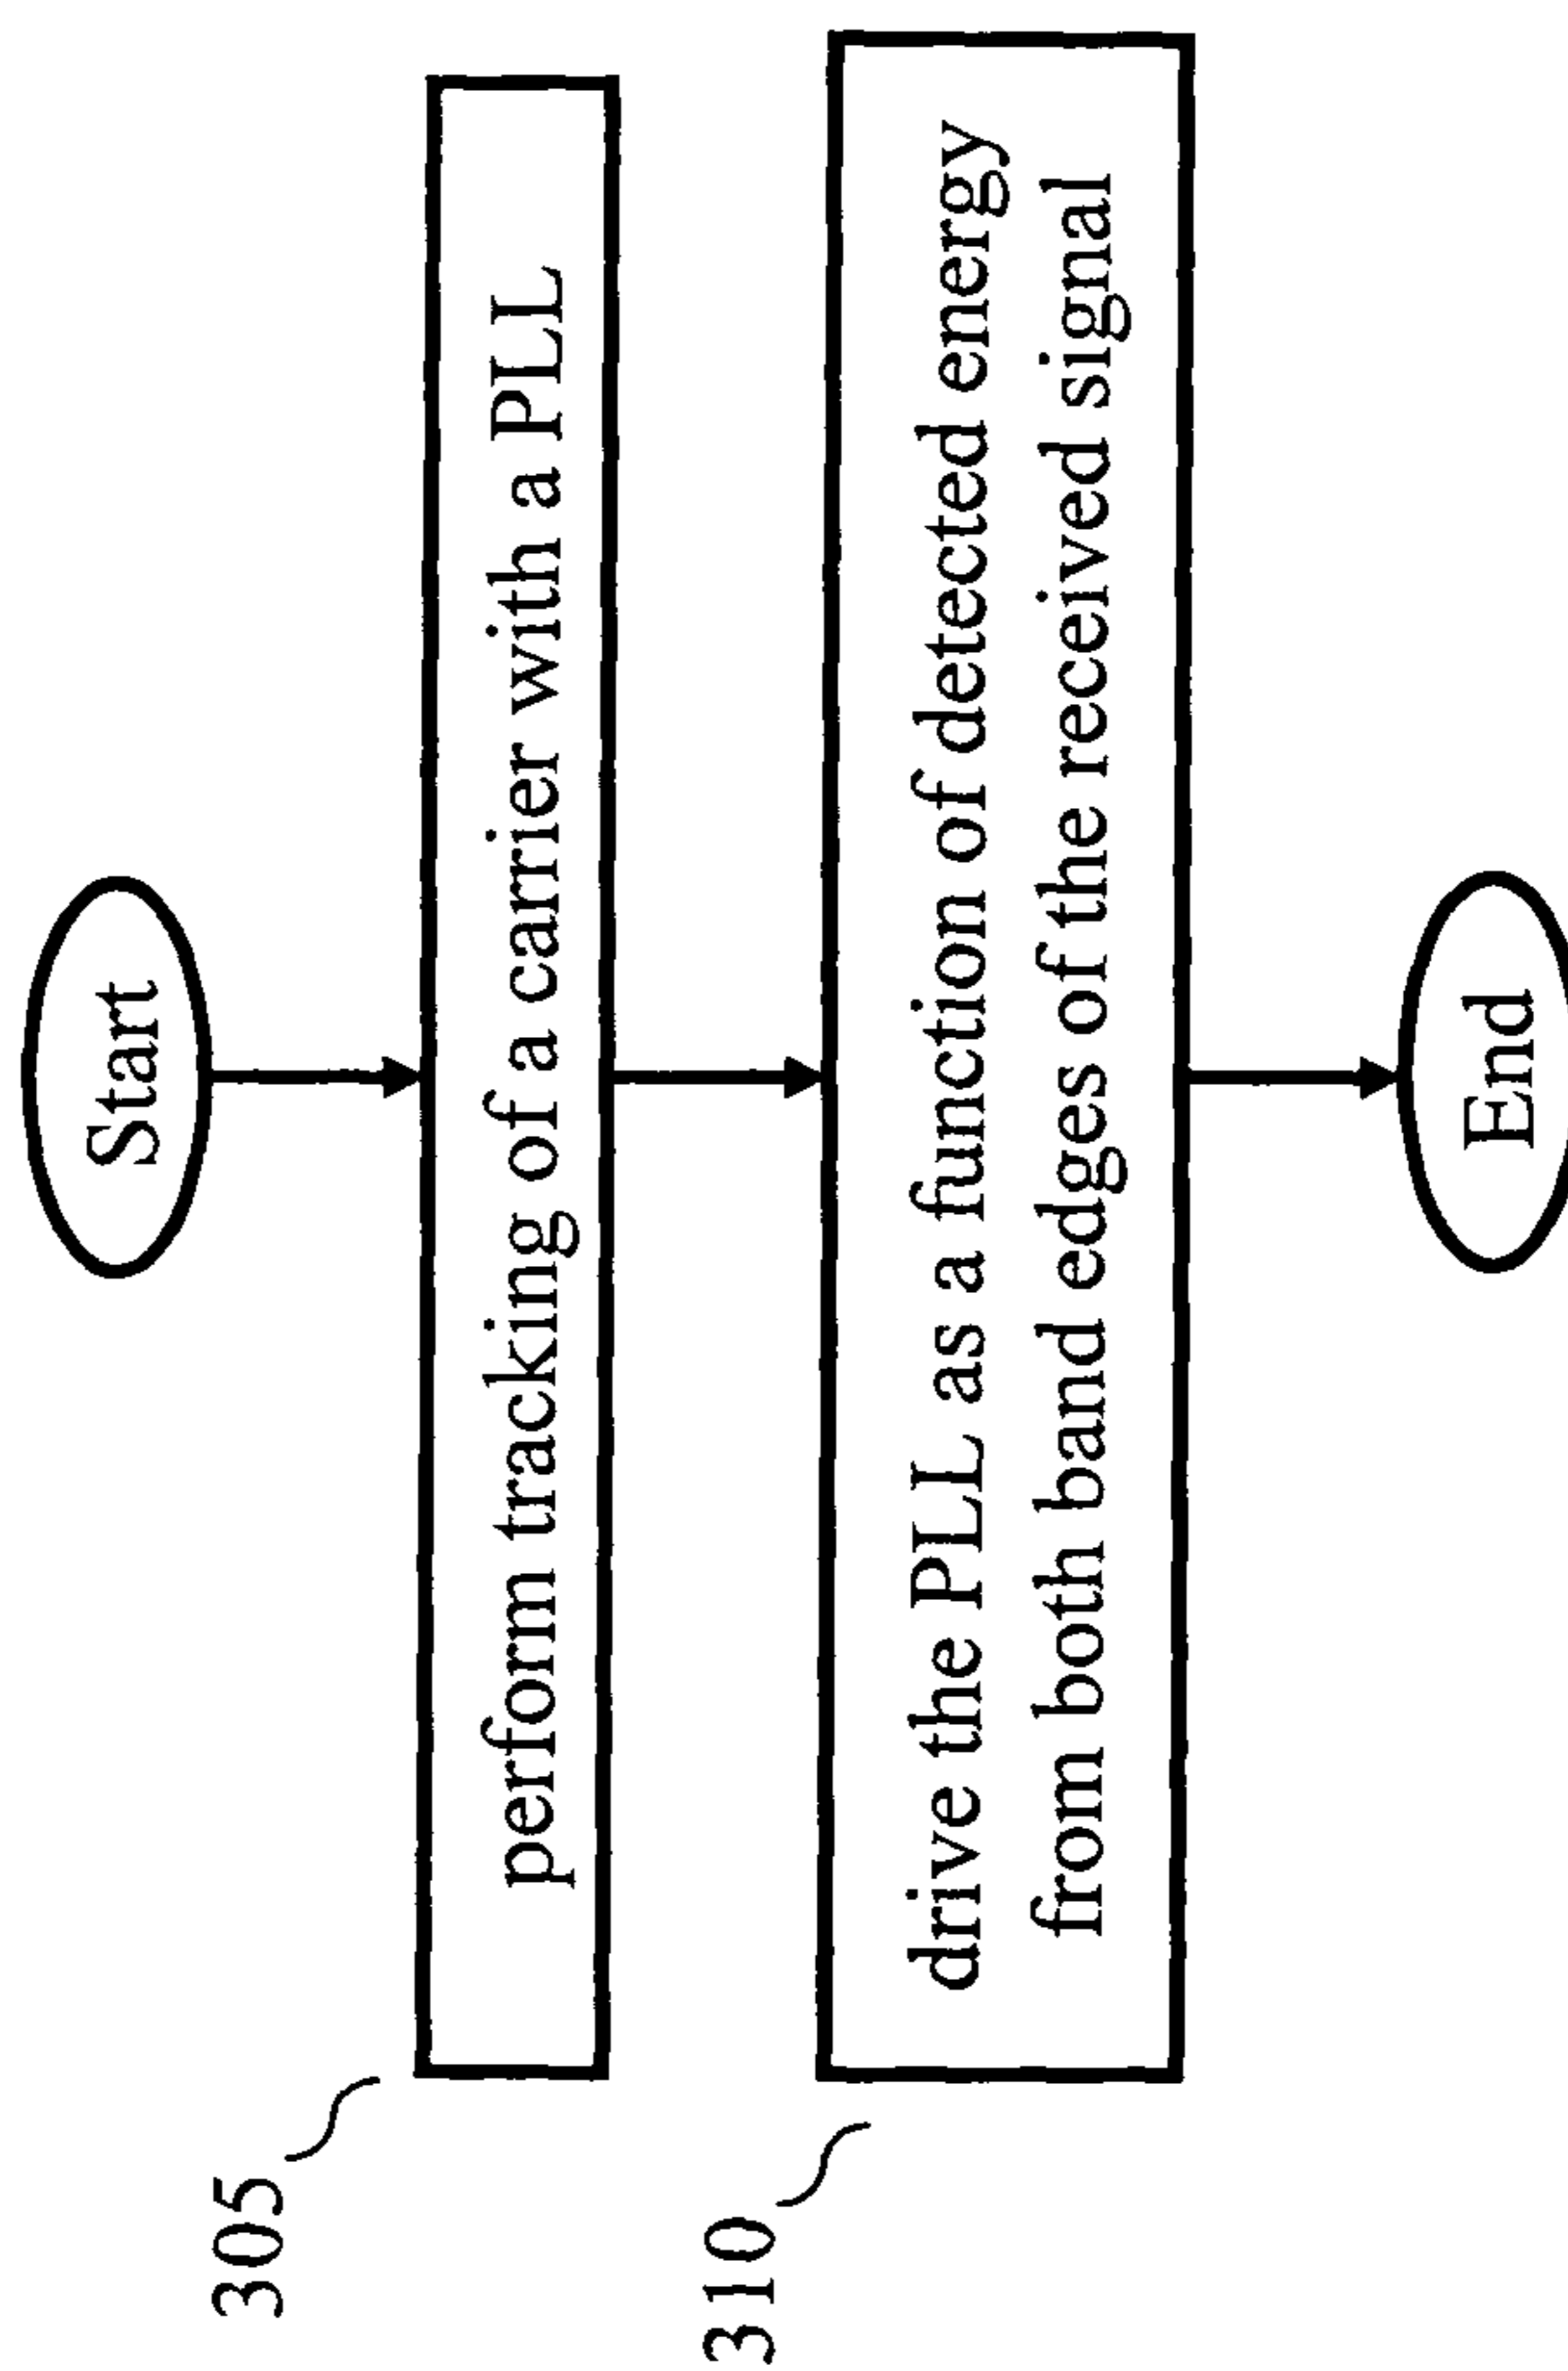 Start
305
perform tracking of a carrier with a PLL
310
drive the PLL as a function of detected energy
from both band edges of the received signal
End